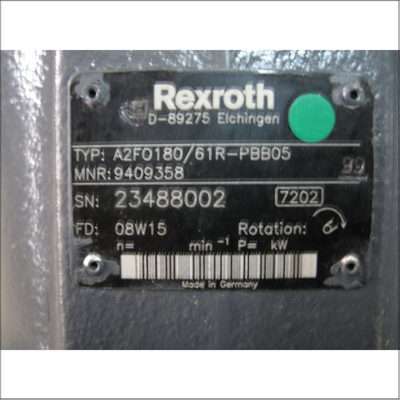 Rexroth
D-89275 Elchingen
TYP: A2FO180/61R-PBB05
MNR: 9409358
99
SN: 23488002 7202
FD: 08W15 Rotation:
n= min⁻¹ P= kW
Made in Germany